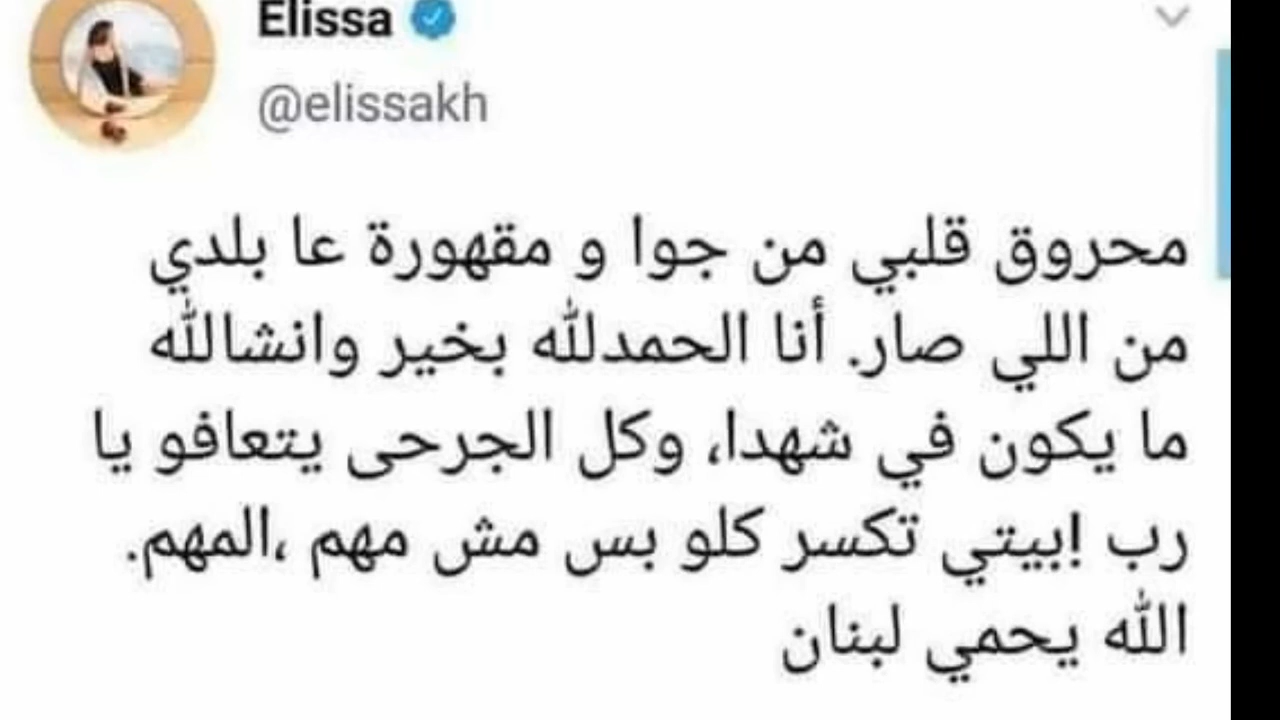 Elissa
@elissakh
محروق قلبي من جوا و مقهورة عا بلدي
من اللي صار. أنا الحمدلله بخير وانشالله
ما يكون في شهدا، وكل الجرحى يتعافو يا
رب !بيتي تكسر كلو بس مش مهم ،المهم.
الله يحمي لبنان